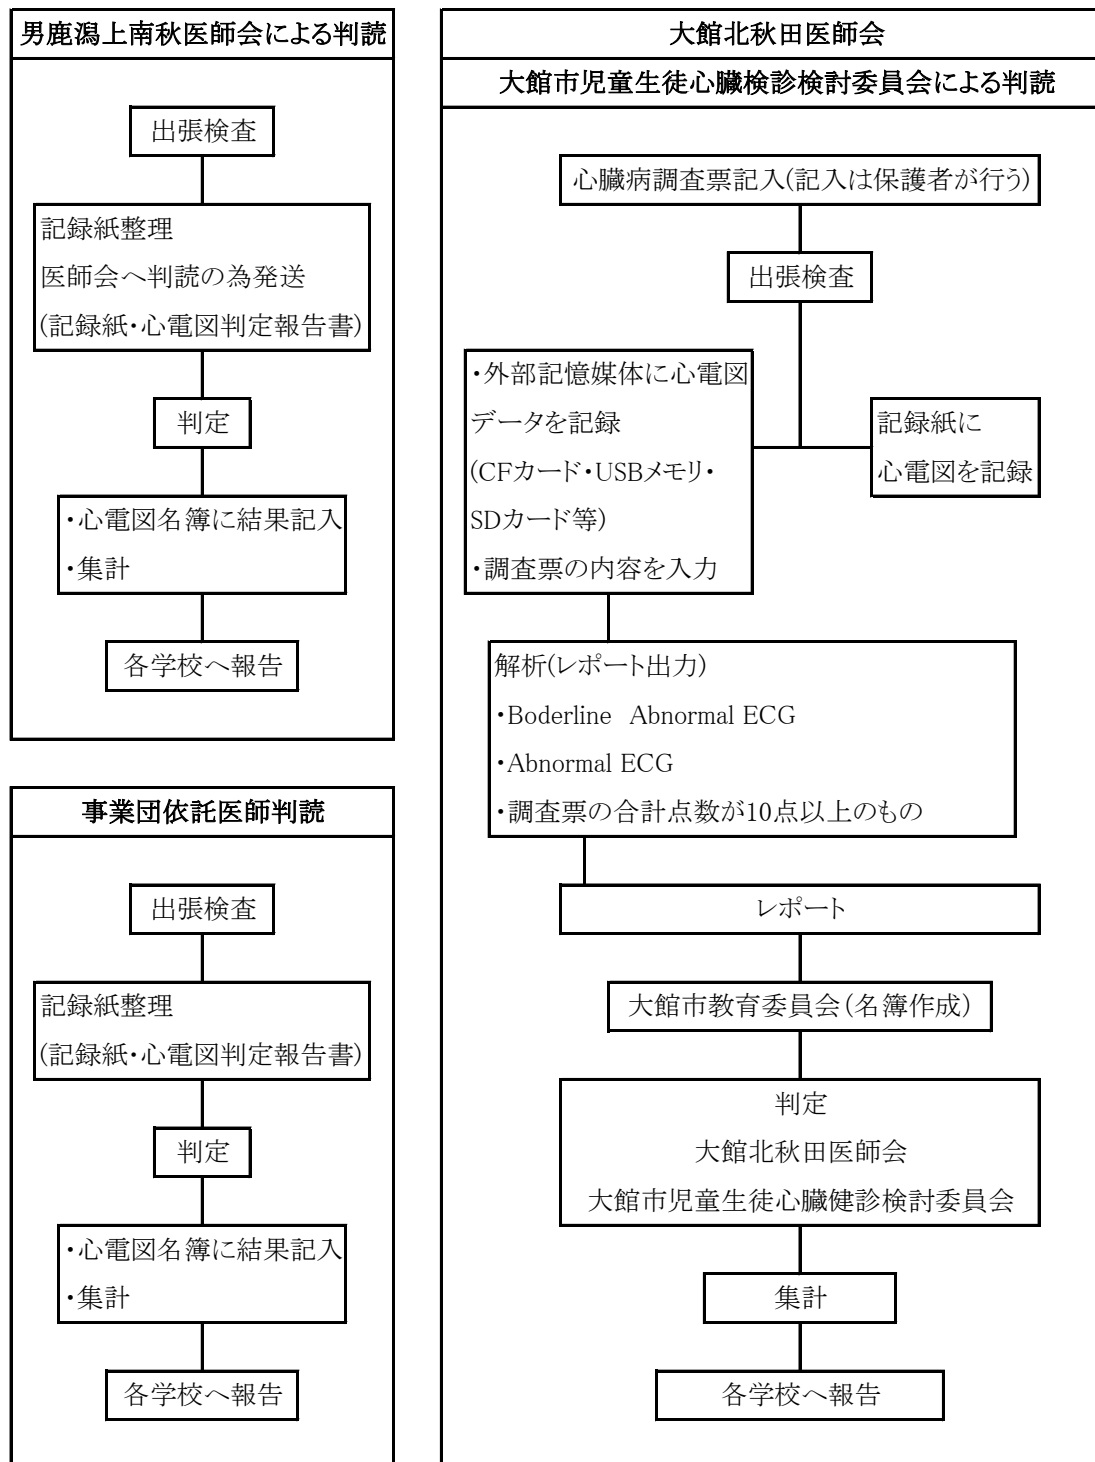 男鹿潟上南秋医師会による判読
出張検査
記録紙整理
医師会へ判読の為発送
(記録紙・心電図判定報告書)
判定
・心電図名簿に結果記入
・集計
各学校へ報告
事業団依託医師判読
出張検査
記録紙整理
(記録紙・心電図判定報告書)
判定
・心電図名簿に結果記入
・集計
各学校へ報告
大館北秋田医師会
大館市児童生徒心臓検診検討委員会による判読
心臓病調査票記入(記入は保護者が行う)
出張検査
・外部記憶媒体に心電図
データを記録
(CFカード・USBメモリ・
SDカード等)
・調査票の内容を入力
記録紙に
心電図を記録
解析(レポート出力)
・Boderline Abnormal ECG
・Abnormal ECG
・調査票の合計点数が10点以上のもの
レポート
大館市教育委員会(名簿作成)
判定
大館北秋田医師会
大館市児童生徒心臓健診検討委員会
集計
各学校へ報告